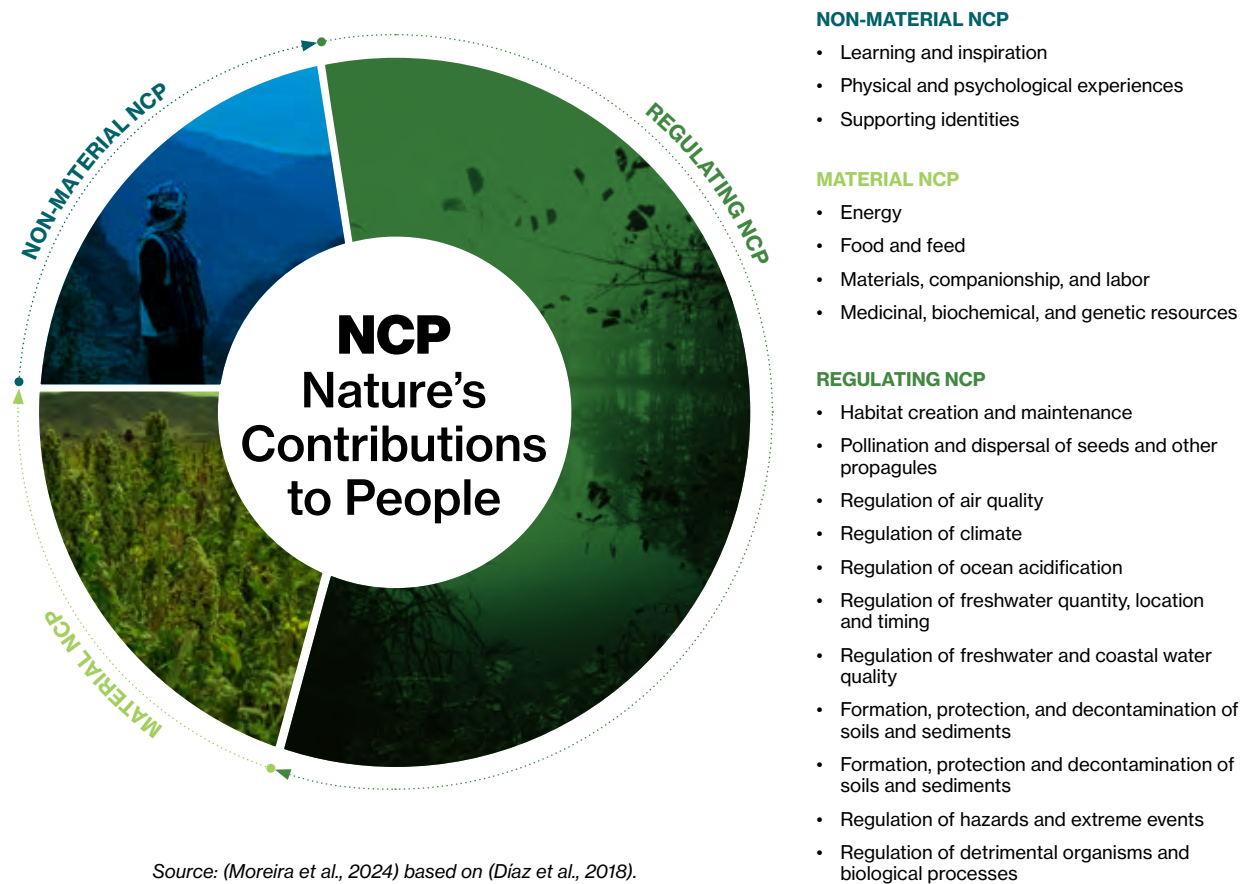 NON-MATERIAL NCP
REGULATING NCP
MATERIAL NCP
NCP
Nature's
Contributions
to People
Source: (Moreira et al., 2024) based on (Díaz et al., 2018).
NON-MATERIAL NCP
• Learning and inspiration
• Physical and psychological experiences
• Supporting identities
MATERIAL NCP
• Energy
• Food and feed
• Materials, companionship, and labor
• Medicinal, biochemical, and genetic resources
REGULATING NCP
• Habitat creation and maintenance
• Pollination and dispersal of seeds and other
propagules
• Regulation of air quality
• Regulation of climate
• Regulation of ocean acidification
• Regulation of freshwater quantity, location
and timing
• Regulation of freshwater and coastal water
quality
• Formation, protection, and decontamination of
soils and sediments
• Formation, protection and decontamination of
soils and sediments
• Regulation of hazards and extreme events
• Regulation of detrimental organisms and
biological processes